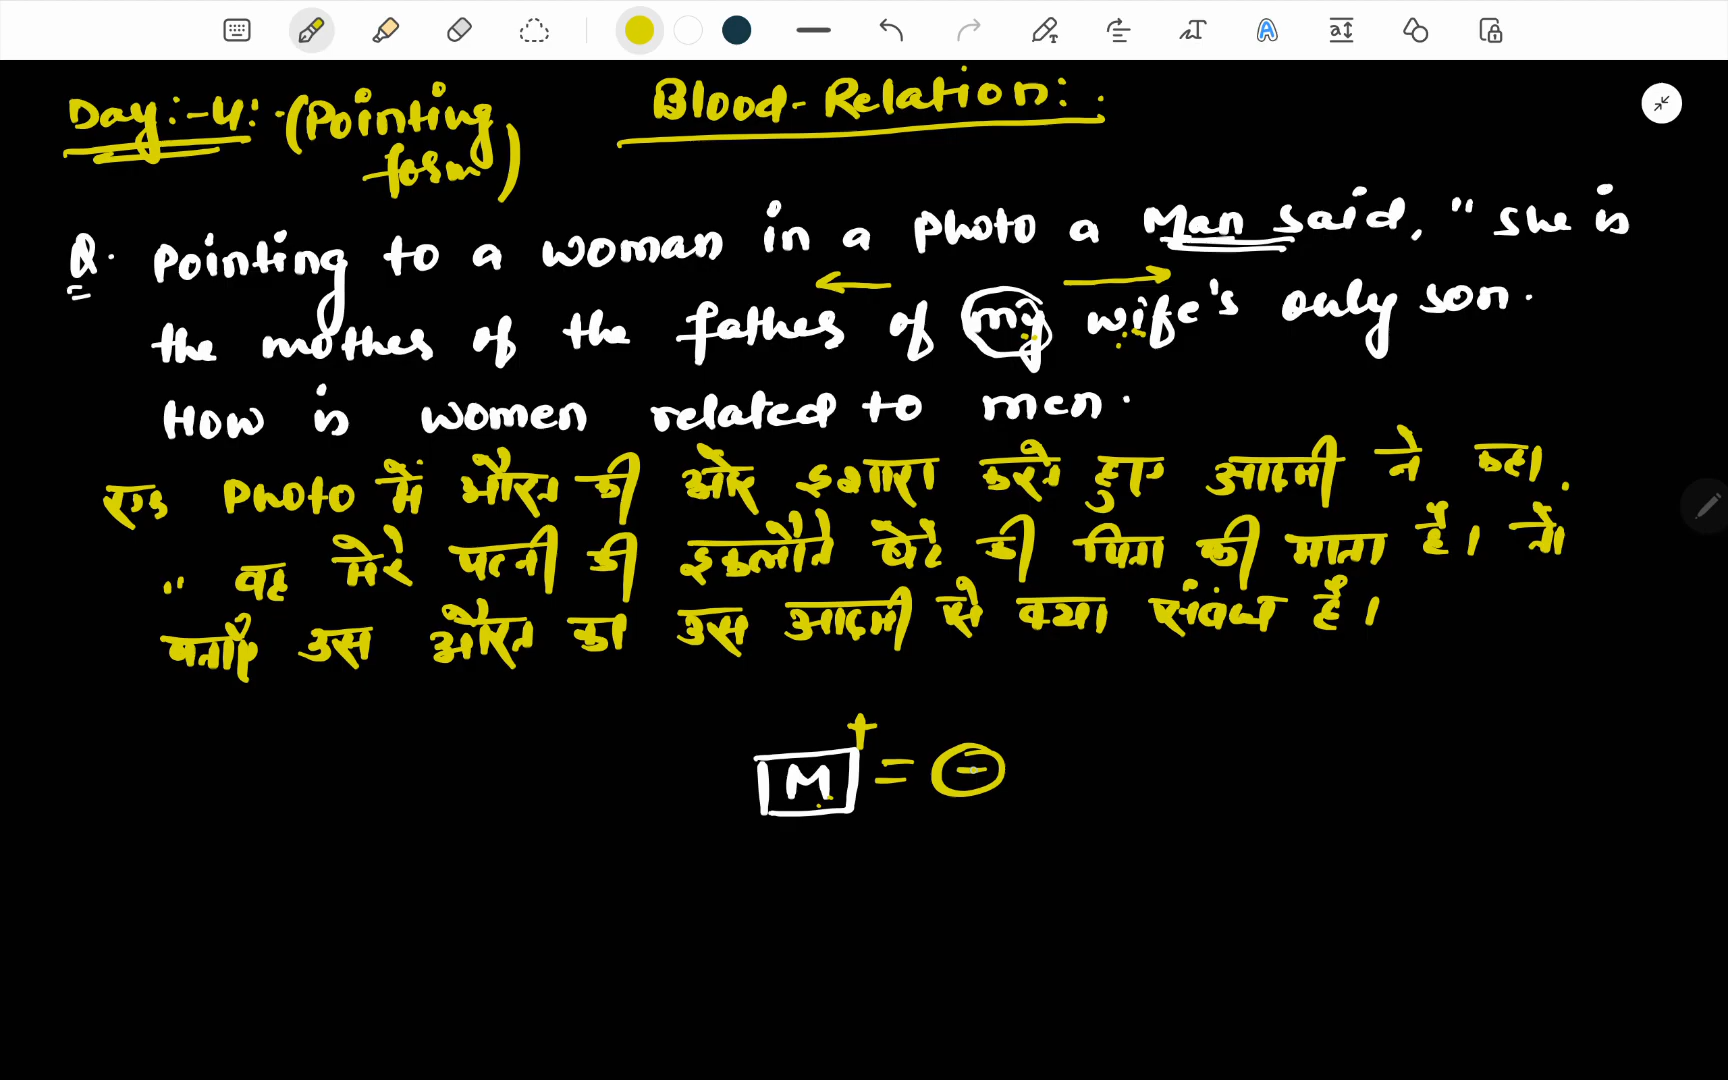 Day:-4:-(Pointing form)
Blood-Relation:
Q. Pointing to a woman in a photo a Man said, "she is
the mother of the father of my wife's only son.
How is women related to men.
एक Photo में औरत की ओर इशारा करते हुए आदमी ने कहा.
" वह मेरे पत्नी की इकलौते बेटे की पिता की माता है। तो
बताएँ उस औरत का उस आदमी से क्या संबंध है।
M + = -